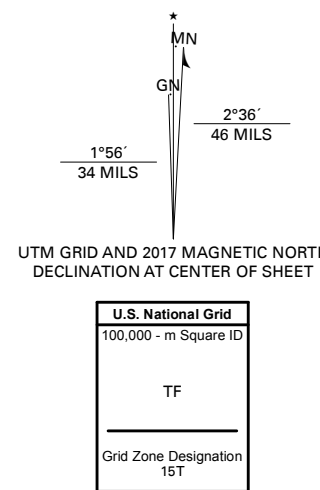 ★
MN
GN
2°36´
46 MILS
1°56´
34 MILS
UTM GRID AND 2017 MAGNETIC NORTH
DECLINATION AT CENTER OF SHEET
U.S. National Grid
100,000 - m Square ID
TF
Grid Zone Designation
15T